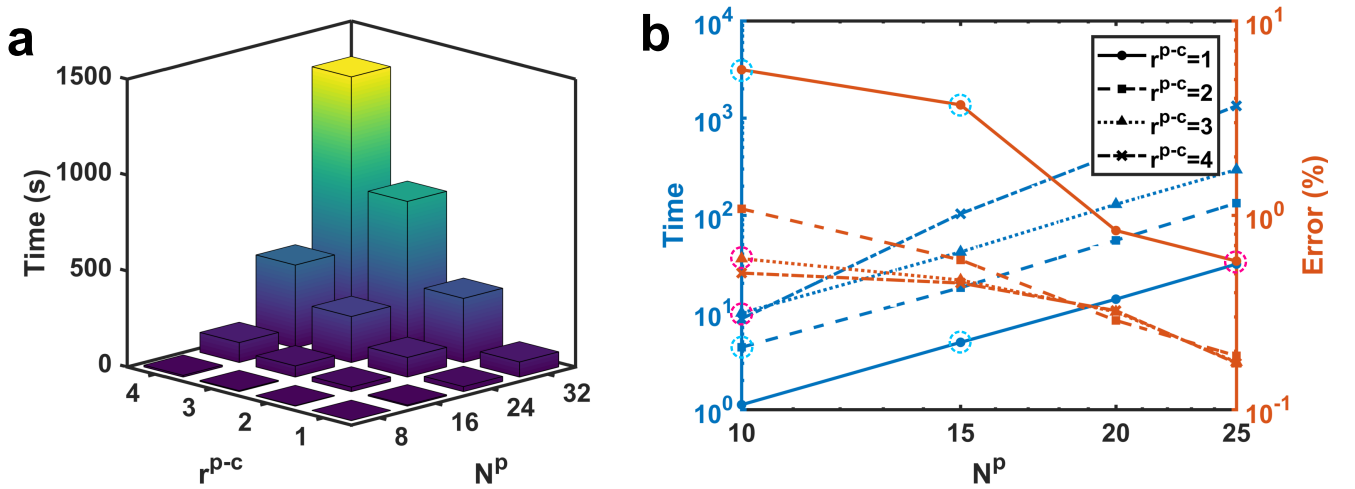 a
1500
1000
500
0
Time (s)
4
3
2
1
r^p-c
8
16
24
32
N^p
b
10^4
10^3
10^2
10^1
10^0
Time
10
15
20
25
N^p
10^1
10^0
10^-1
Error (%)
r^p-c=1
r^p-c=2
r^p-c=3
r^p-c=4